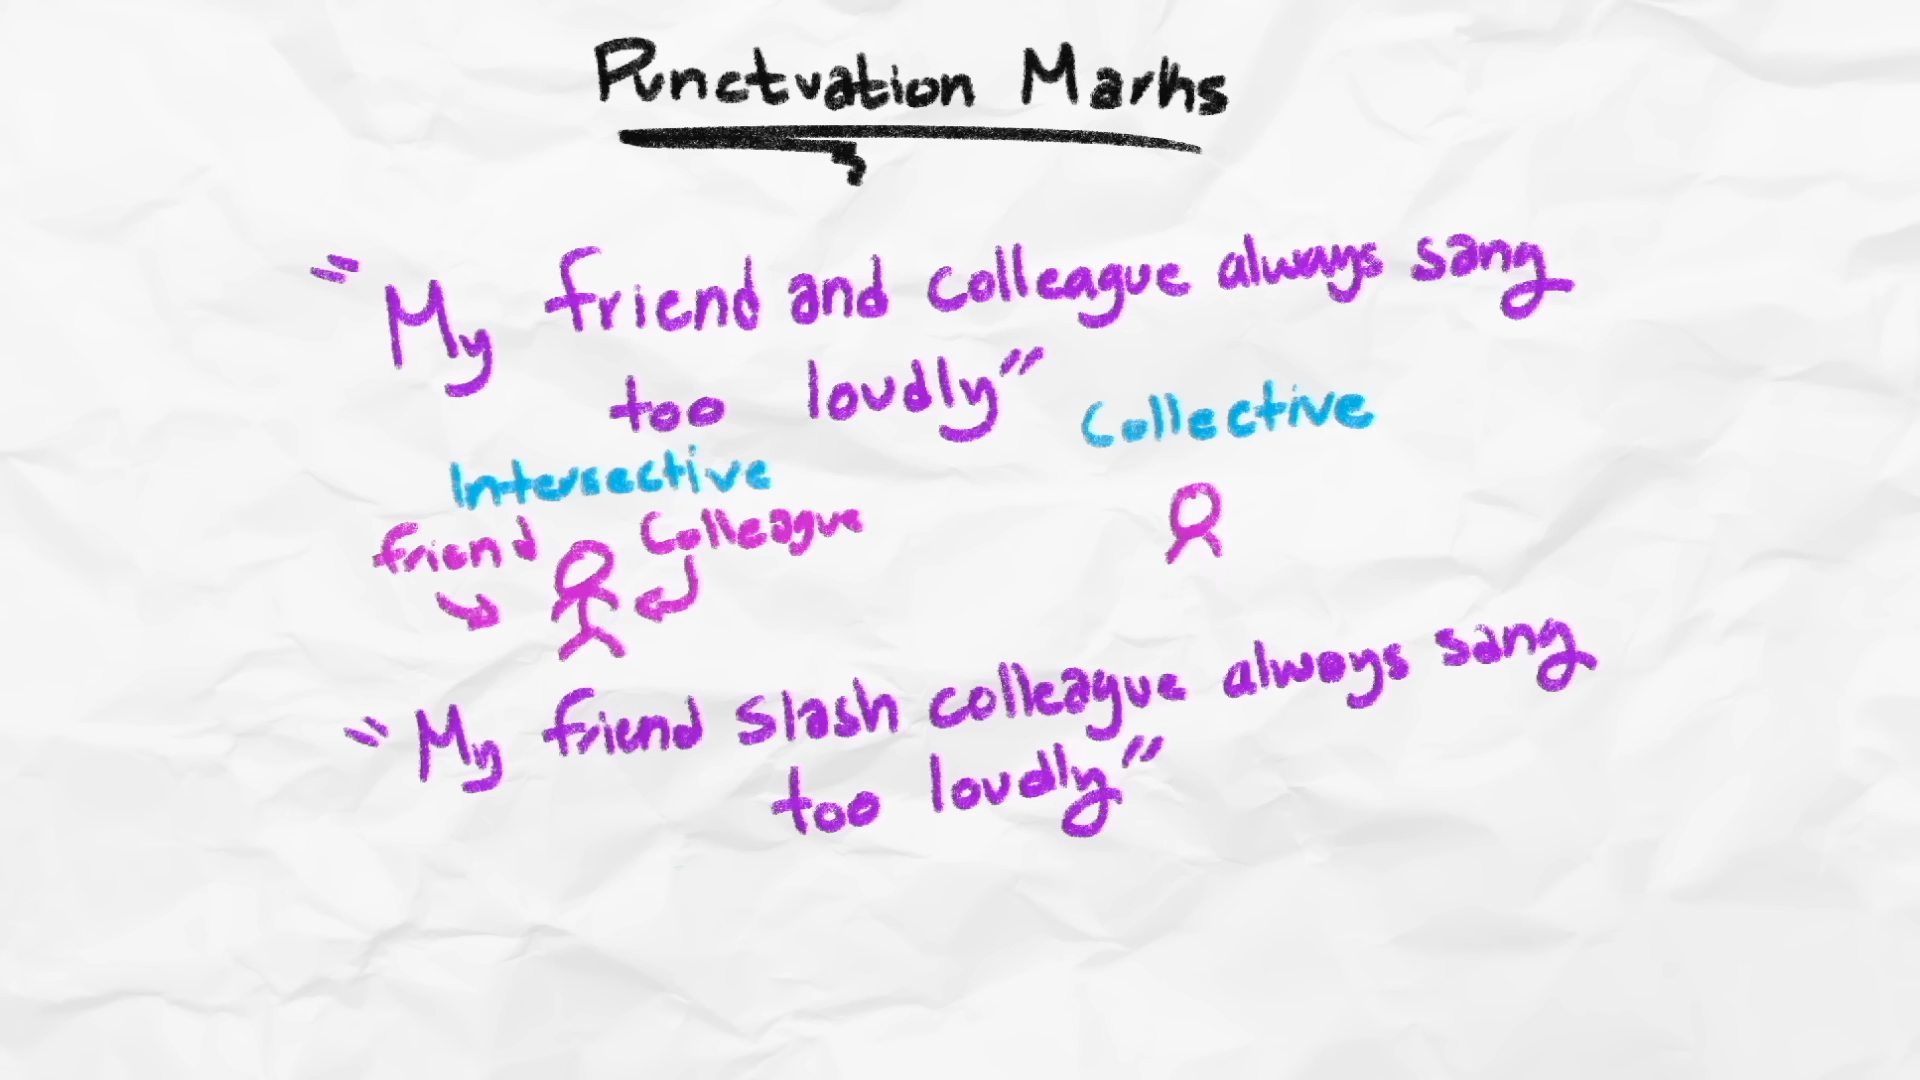 Punctuation Marks
"My friend and colleague always sang
too loudly"
Collective
Intersective
friend Colleague
"My friend slash colleague always sang
too loudly"